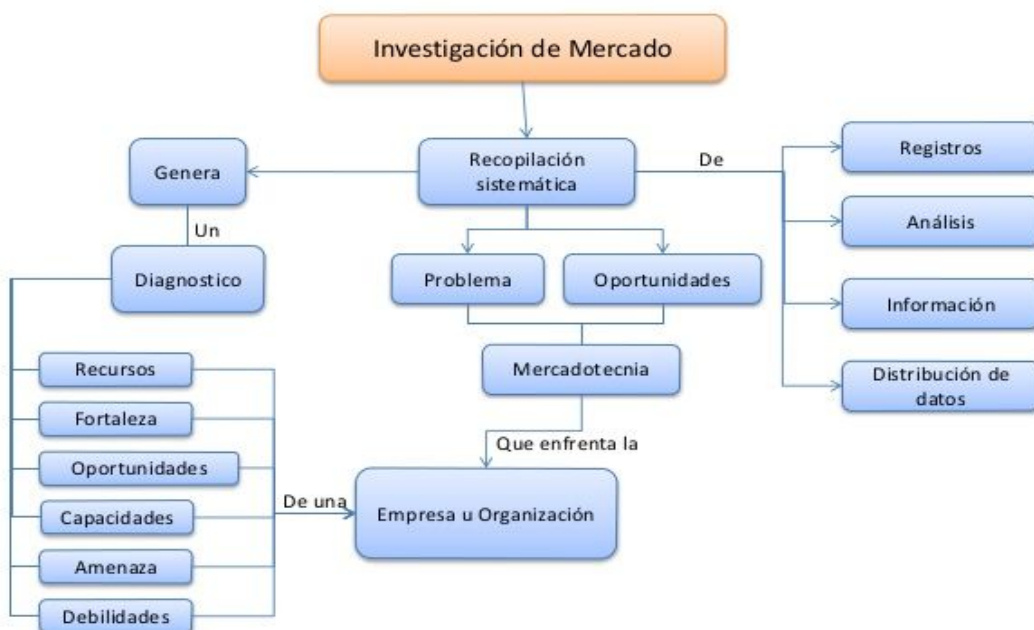 Investigación de Mercado
Genera
Recopilación
sistemática
De
Registros
Un
Análisis
Diagnostico
Problema
Oportunidades
Información
Recursos
Mercadotecnia
Distribución de
datos
Fortaleza
Que enfrenta la
Oportunidades
De una
Capacidades
Empresa u Organización
Amenaza
Debilidades